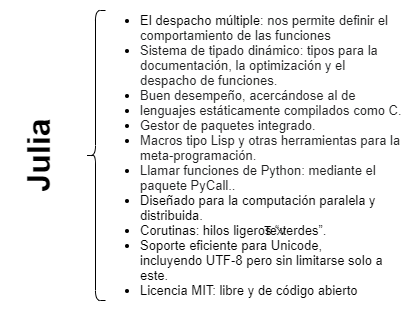 Julia
• El despacho múltiple: nos permite definir el
comportamiento de las funciones
• Sistema de tipado dinámico: tipos para la
documentación, la optimización y el
despacho de funciones.
• Buen desempeño, acercándose al de
• lenguajes estáticamente compilados como C.
• Gestor de paquetes integrado.
• Macros tipo Lisp y otras herramientas para la
meta-programación.
• Llamar funciones de Python: mediante el
paquete PyCall..
• Diseñado para la computación paralela y
distribuida.
• Corutinas: hilos ligeros
• Soporte eficiente para Unicode,
incluyendo UTF-8 pero sin limitarse solo a
este.
• Licencia MIT: libre y de código abierto